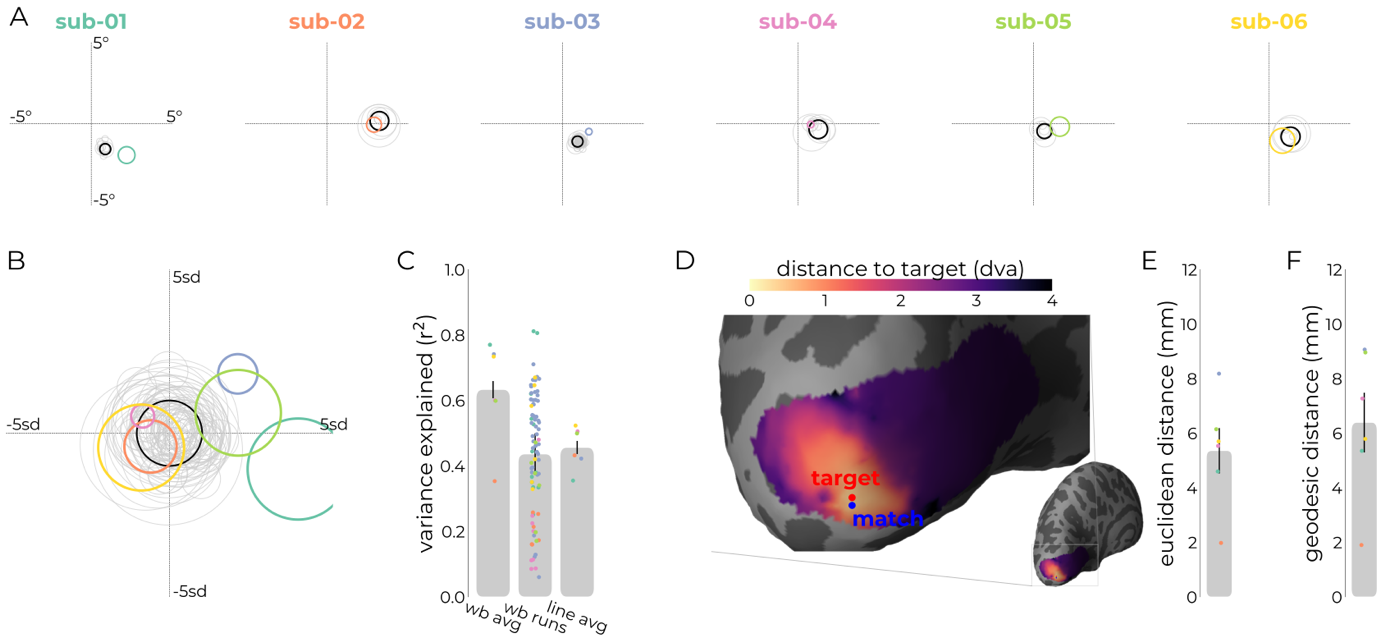 A
sub-01 sub-02 sub-03 sub-04 sub-05 sub-06
5°
-5° 5°
-5°
B
5sd
-5sd 5sd
-5sd
C
variance explained (r²)
1.0
0.8
0.6
0.4
0.2
0.0
wb avg
wb runs
line avg
D
distance to target (dva)
0 1 2 3 4
target
match
E
euclidean distance (mm)
12
10
8
6
4
2
0
F
geodesic distance (mm)
12
10
8
6
4
2
0